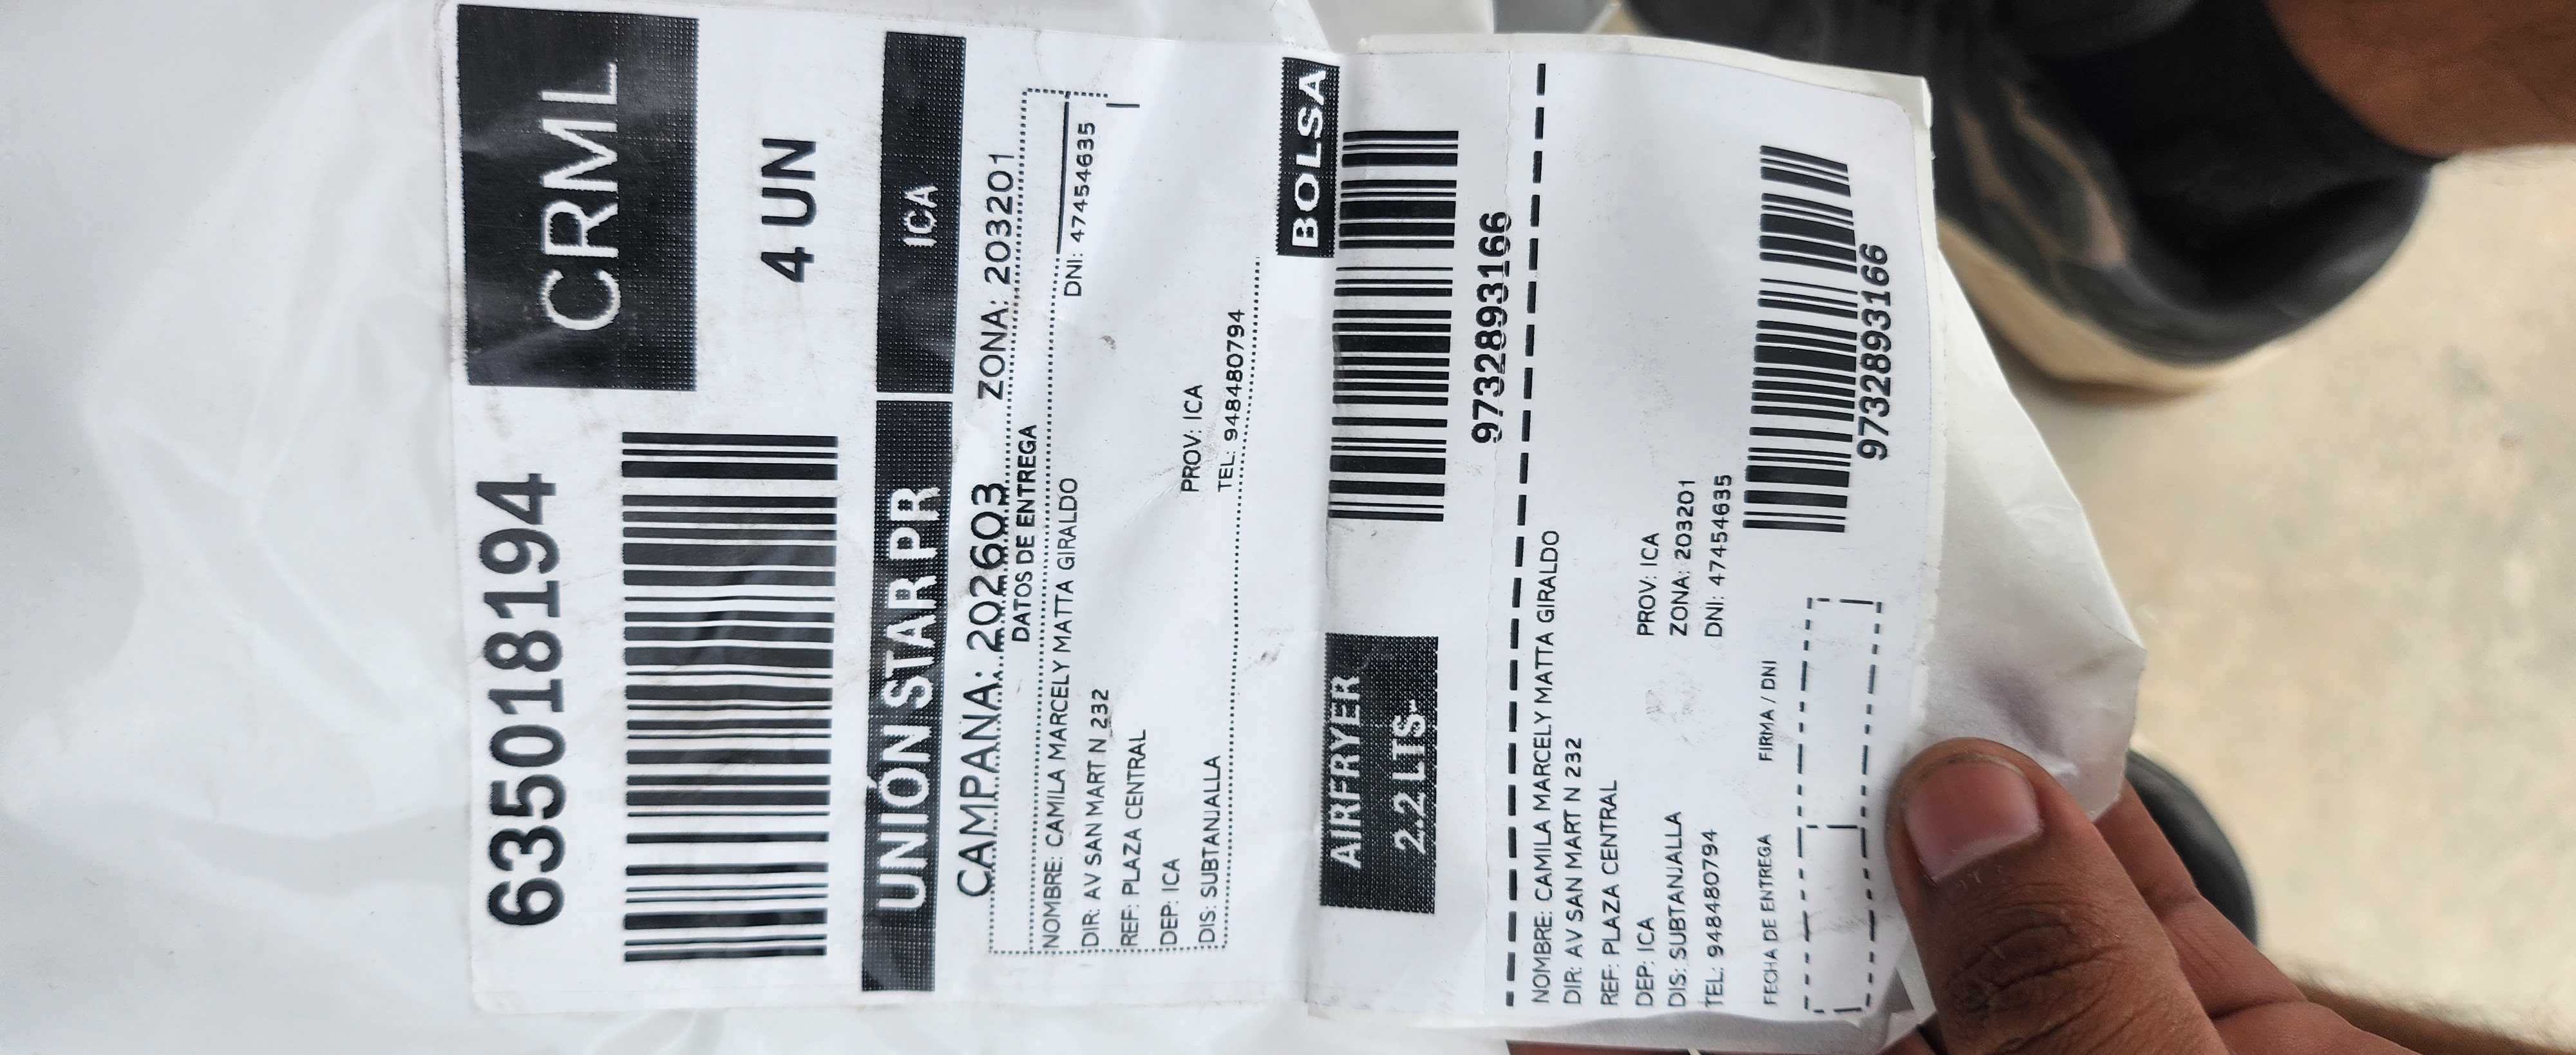 635018194
CRML
4 UN
UNIÓN STAR PR
ICA
CAMPAÑA: 202603 ZONA: 203201
DATOS DE ENTREGA
NOMBRE: CAMILA MARCELY MATTA GIRALDO
DIR: AV SAN MART N 232 DNI: 47454635
REF: PLAZA CENTRAL
DEP: ICA PROV: ICA
DIS: SUBTANJALLA TEL: 948480794
BOLSA
AIRFRYER
2.2 LTS-
9732893166
NOMBRE: CAMILA MARCELY MATTA GIRALDO
DIR: AV SAN MART N 232
REF: PLAZA CENTRAL
DEP: ICA PROV: ICA
DIS: SUBTANJALLA ZONA: 203201
TEL: 948480794 DNI: 47454635
FECHA DE ENTREGA FIRMA / DNI
9732893166